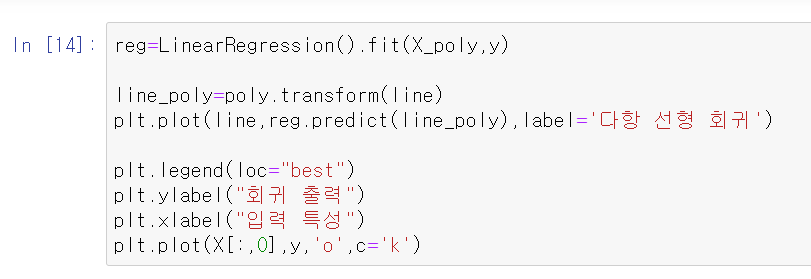 In [14]:
reg=LinearRegression().fit(X_poly,y)
line_poly=poly.transform(line)
plt.plot(line,reg.predict(line_poly),label='다항 선형 회귀')
plt.legend(loc="best")
plt.ylabel("회귀 출력")
plt.xlabel("입력 특성")
plt.plot(X[:,0],y,'o',c='k')